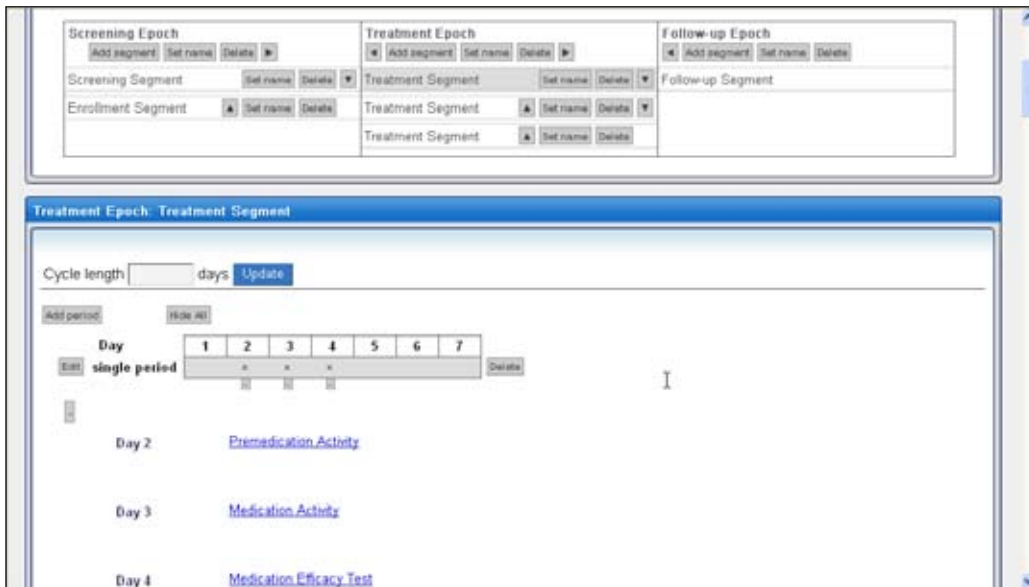 Screening Epoch Treatment Epoch Follow-up Epoch
Add segment Set name Delete ▶ ◀ Add segment Set name Delete ▶ ◀ Add segment Set name Delete
Screening Segment Set name Delete ▼ Treatment Segment Set name Delete ▼ Follow-up Segment
Enrollment Segment ▲ Set name Delete Treatment Segment ▲ Set name Delete ▼
Treatment Segment ▲ Set name Delete
Treatment Epoch: Treatment Segment
Cycle length days Update
Add period Hide All
Day 1 2 3 4 5 6 7
Edit single period × × × Delete
Day 2 Premedication Activity
Day 3 Medication Activity
Day 4 Medication Efficacy Test